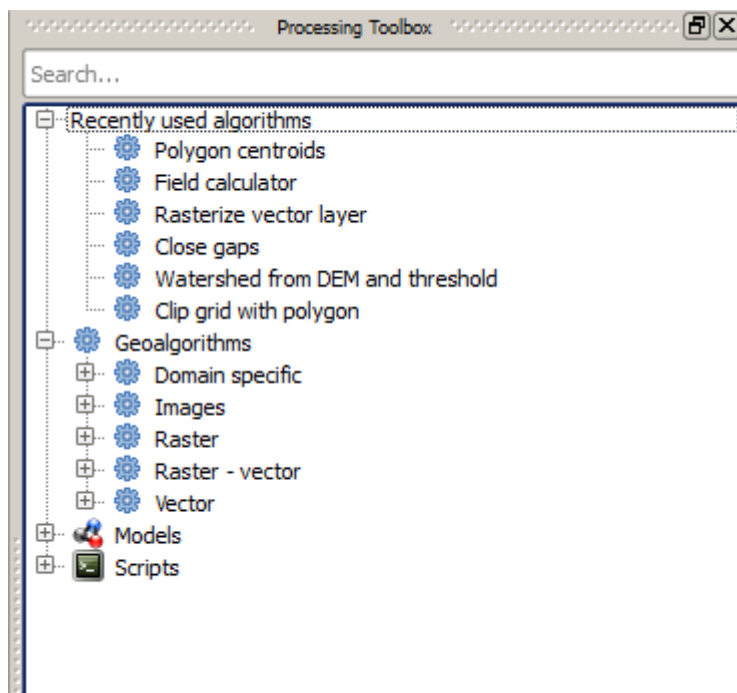 Processing Toolbox
Search...
Recently used algorithms
Polygon centroids
Field calculator
Rasterize vector layer
Close gaps
Watershed from DEM and threshold
Clip grid with polygon
Geoalgorithms
Domain specific
Images
Raster
Raster - vector
Vector
Models
Scripts